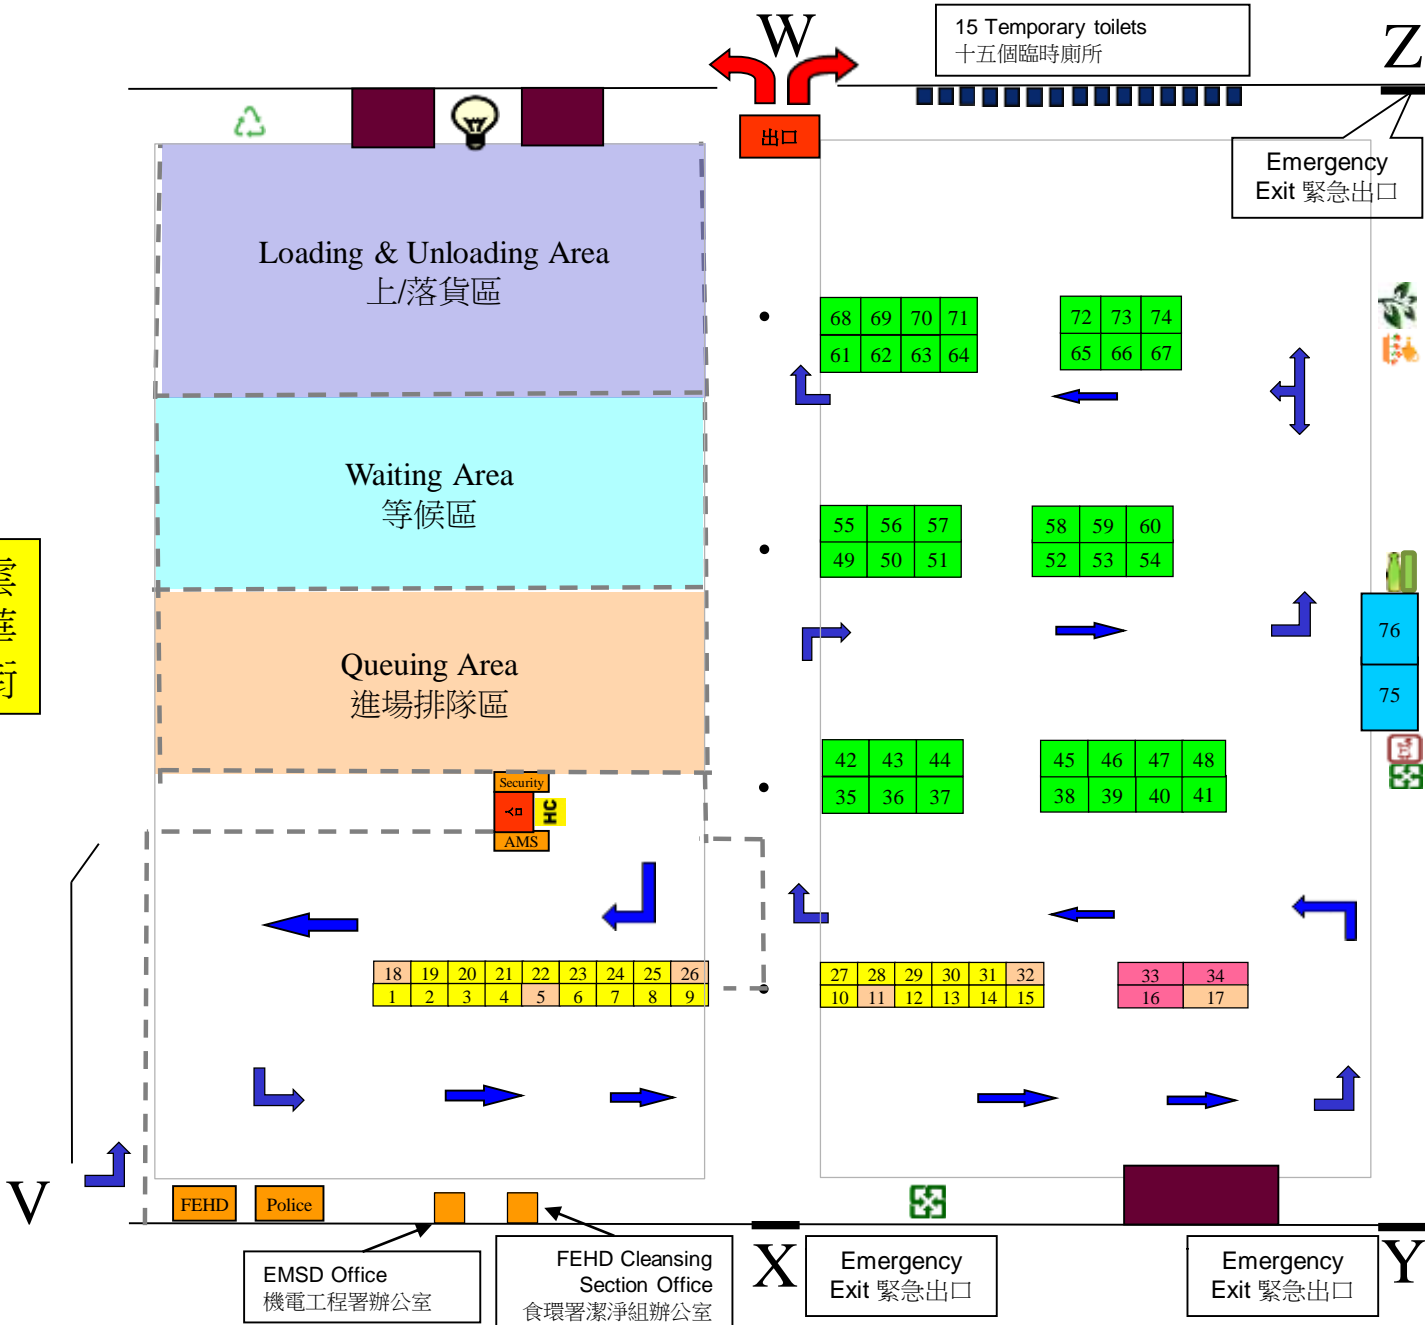 W
15 Temporary toilets
十五個臨時廁所
Z
出口
Emergency
Exit 緊急出口
Loading & Unloading Area
上/落貨區
68 69 70 71
61 62 63 64
72 73 74
65 66 67
Waiting Area
等候區
55 56 57
49 50 51
58 59 60
52 53 54
華
街
76
75
Queuing Area
進場排隊區
42 43 44
35 36 37
45 46 47 48
38 39 40 41
Security
入口
HC
AMS
18 19 20 21 22 23 24 25 26
1 2 3 4 5 6 7 8 9
27 28 29 30 31 32
10 11 12 13 14 15
33 34
16 17
V
FEHD
Police
EMSD Office
機電工程署辦公室
FEHD Cleansing
Section Office
食環署潔淨組辦公室
X
Emergency
Exit 緊急出口
Emergency
Exit 緊急出口
Y